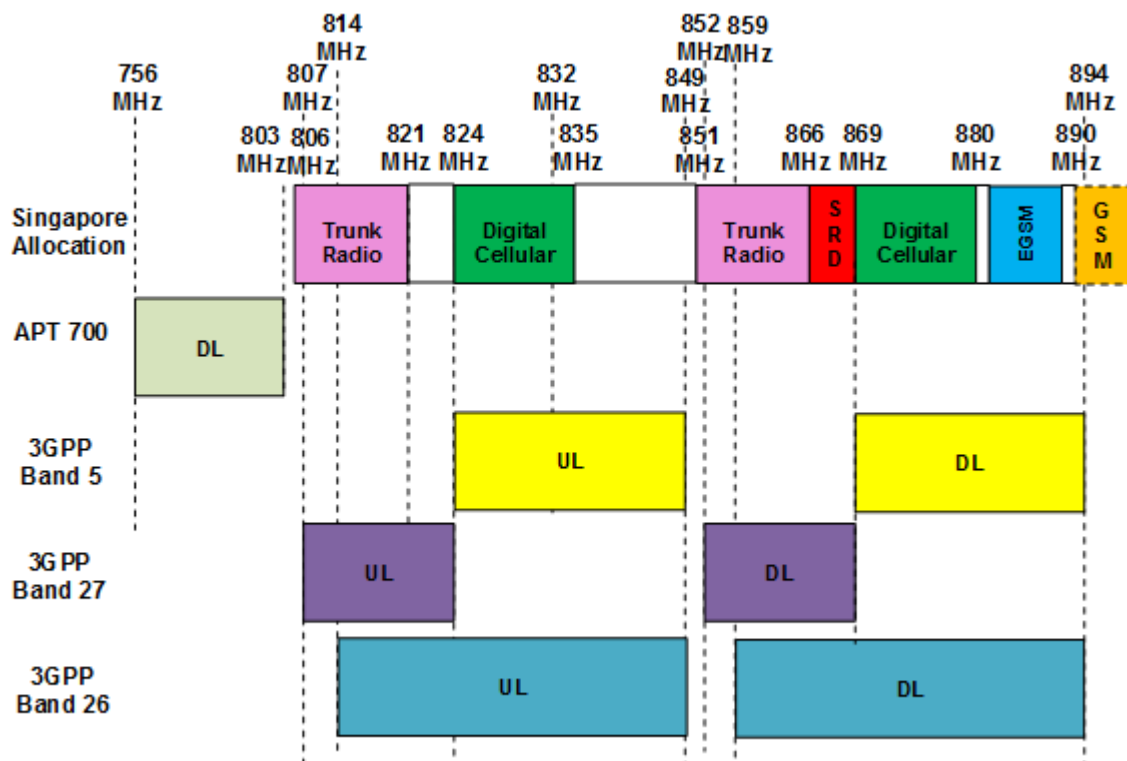 814
MHz
852
MHz
859
MHz
756
MHz
807
MHz
832
MHz
849
MHz
894
MHz
803
MHz
806
MHz
821
MHz
824
MHz
835
MHz
851
MHz
866
MHz
869
MHz
880
MHz
890
MHz
Singapore
Allocation
Trunk
Radio
Digital
Cellular
Trunk
Radio
S
R
D
Digital
Cellular
EGSM
G
S
M
APT 700
DL
3GPP
Band 5
UL
DL
3GPP
Band 27
UL
DL
3GPP
Band 26
UL
DL